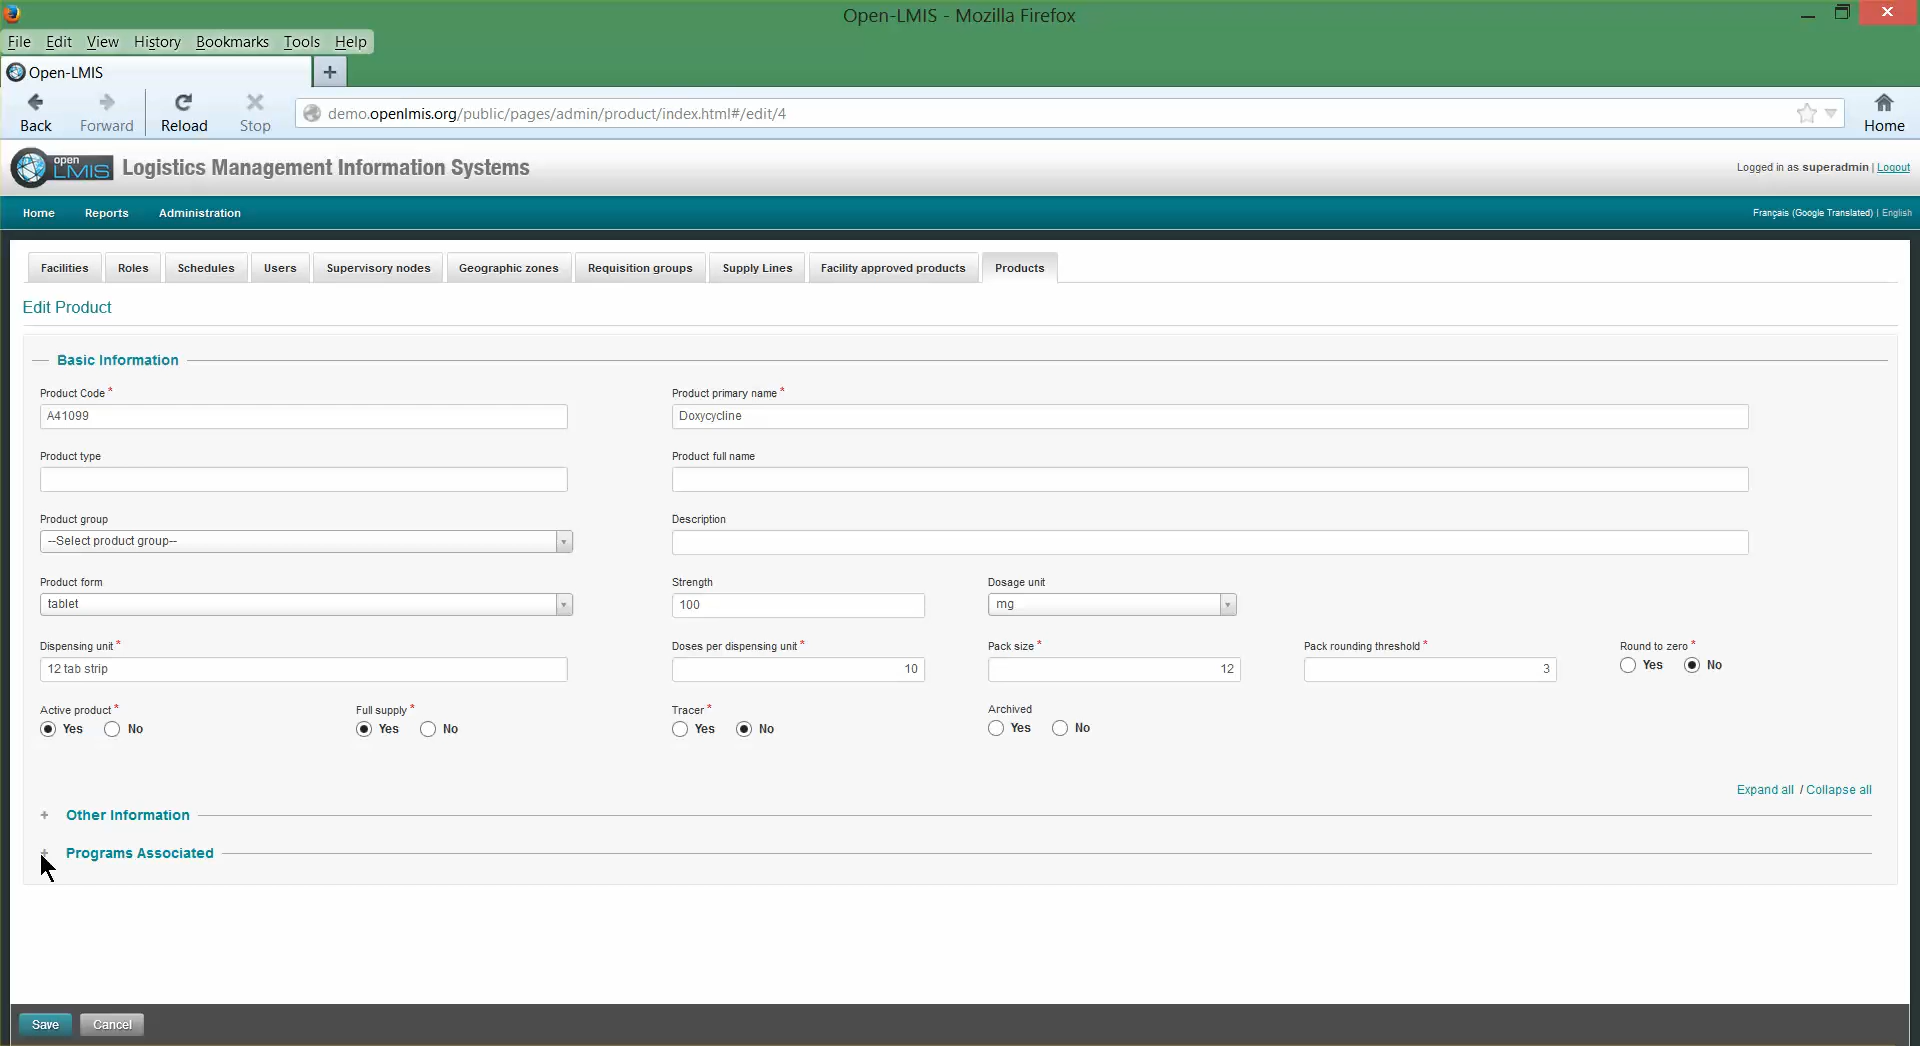 Open-LMIS - Mozilla Firefox
File Edit View History Bookmarks Tools Help
Open-LMIS +
Back Forward Reload Stop demo.openlmis.org/public/pages/admin/product/index.html#/edit/4 Home
open LMIS Logistics Management Information Systems Logged in as superadmin | Logout
Home Reports Administration Français (Google Translated) | English
Facilities Roles Schedules Users Supervisory nodes Geographic zones Requisition groups Supply Lines Facility approved products Products
Edit Product
Basic Information
Product Code * Product primary name *
A41099 Doxycycline
Product type Product full name
Product group Description
--Select product group--
Product form Strength Dosage unit
tablet 100 mg
Dispensing unit * Doses per dispensing unit * Pack size * Pack rounding threshold * Round to zero *
12 tab strip 10 12 3 Yes No
Active product * Full supply * Tracer * Archived
Yes No Yes No Yes No Yes No
Expand all / Collapse all
+ Other Information
+ Programs Associated
Save Cancel